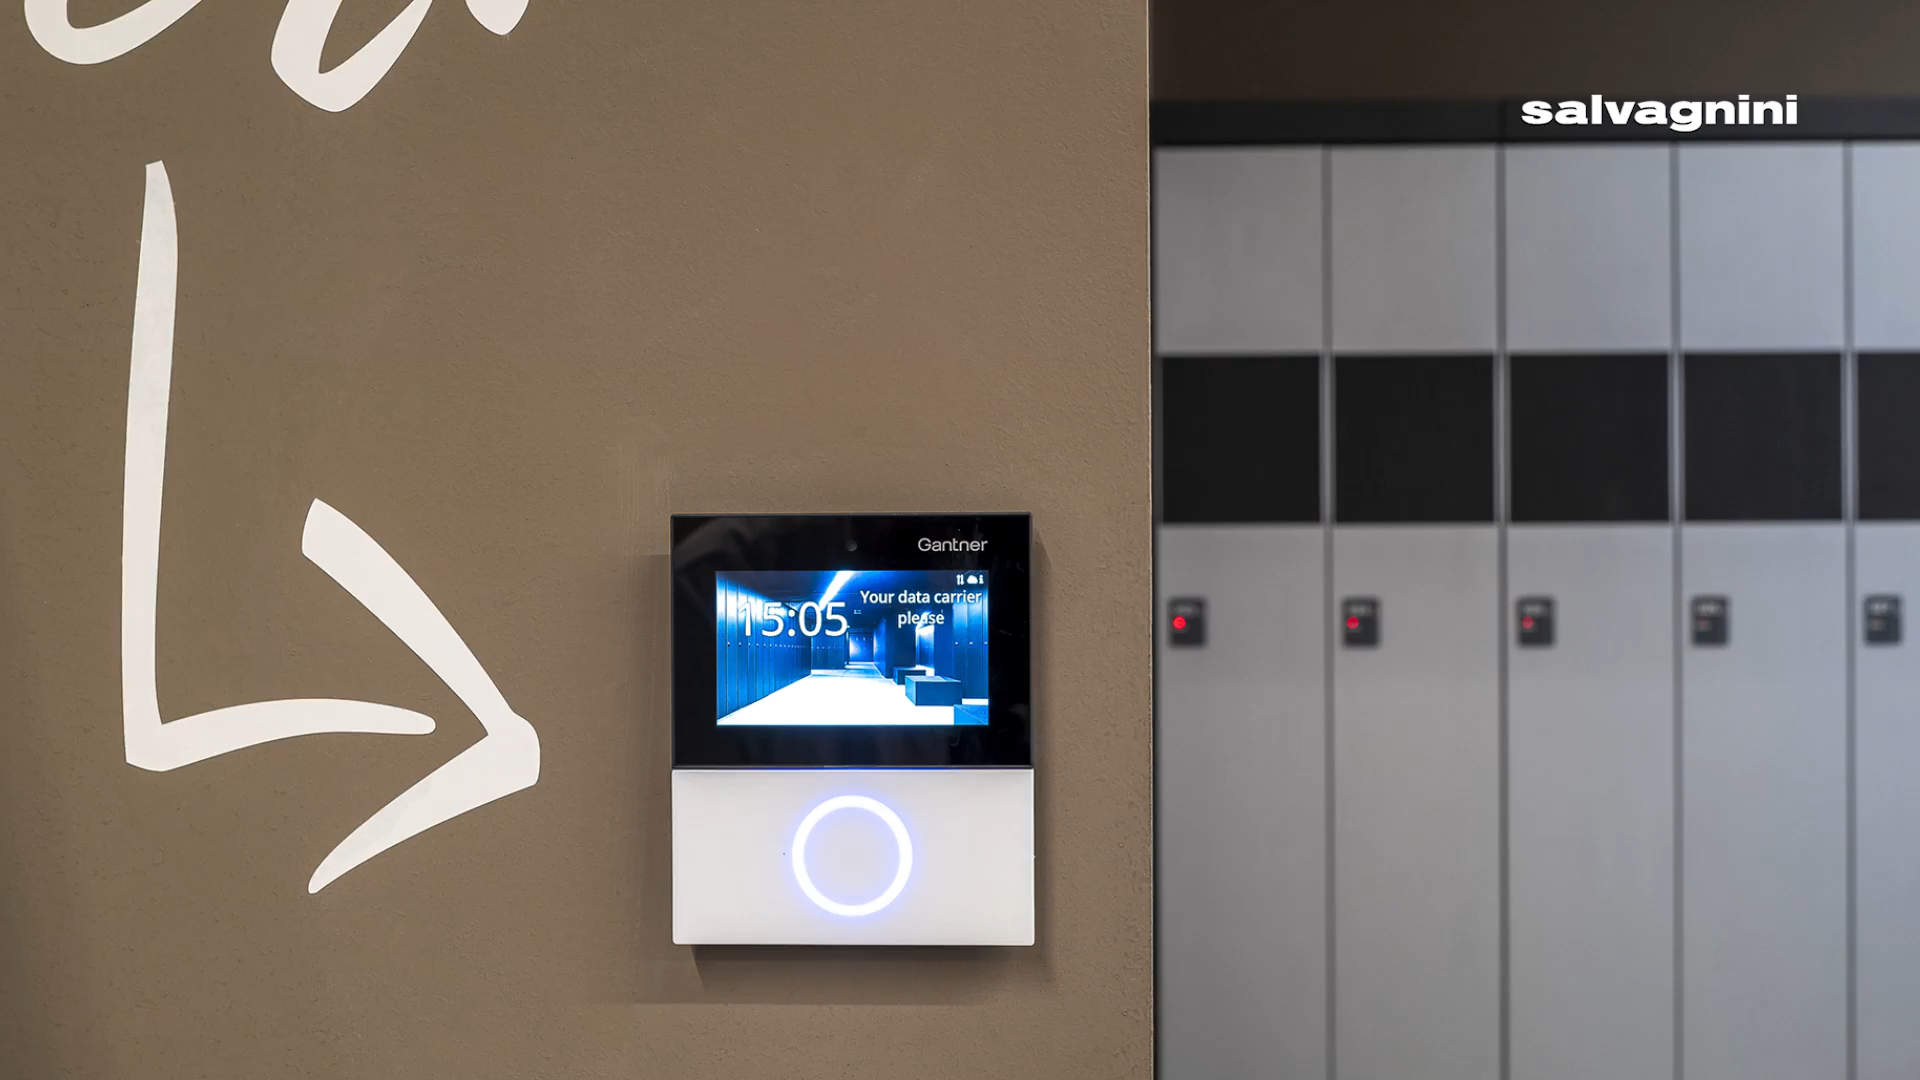 salvagnini
Gantner
15:05
Your data carrier
please